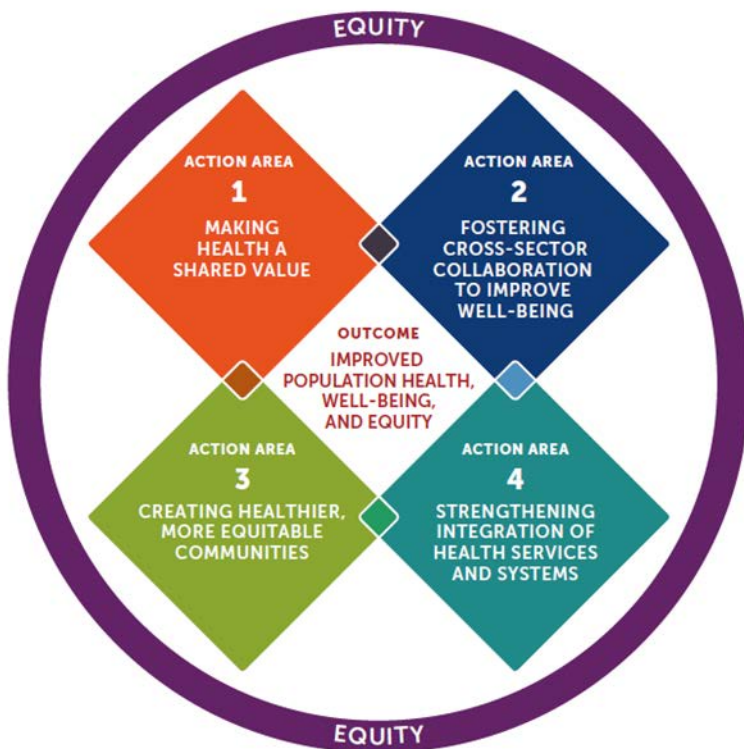 EQUITY
ACTION AREA
1
MAKING
HEALTH A
SHARED VALUE
ACTION AREA
2
FOSTERING
CROSS-SECTOR
COLLABORATION
TO IMPROVE
WELL-BEING
OUTCOME
IMPROVED
POPULATION HEALTH,
WELL-BEING,
AND EQUITY
ACTION AREA
3
CREATING HEALTHIER,
MORE EQUITABLE
COMMUNITIES
ACTION AREA
4
STRENGTHENING
INTEGRATION OF
HEALTH SERVICES
AND SYSTEMS
EQUITY